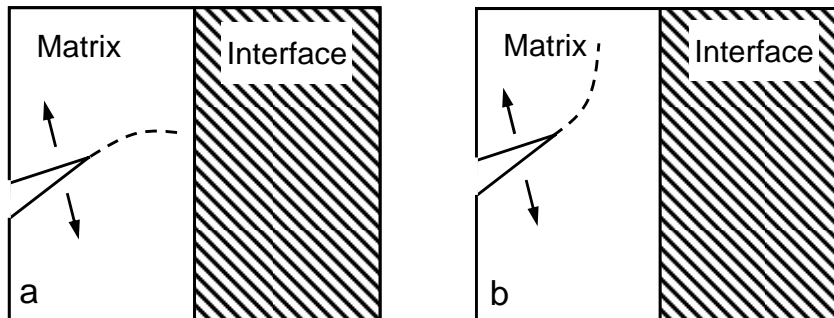 Matrix
Interface
a
Matrix
Interface
b